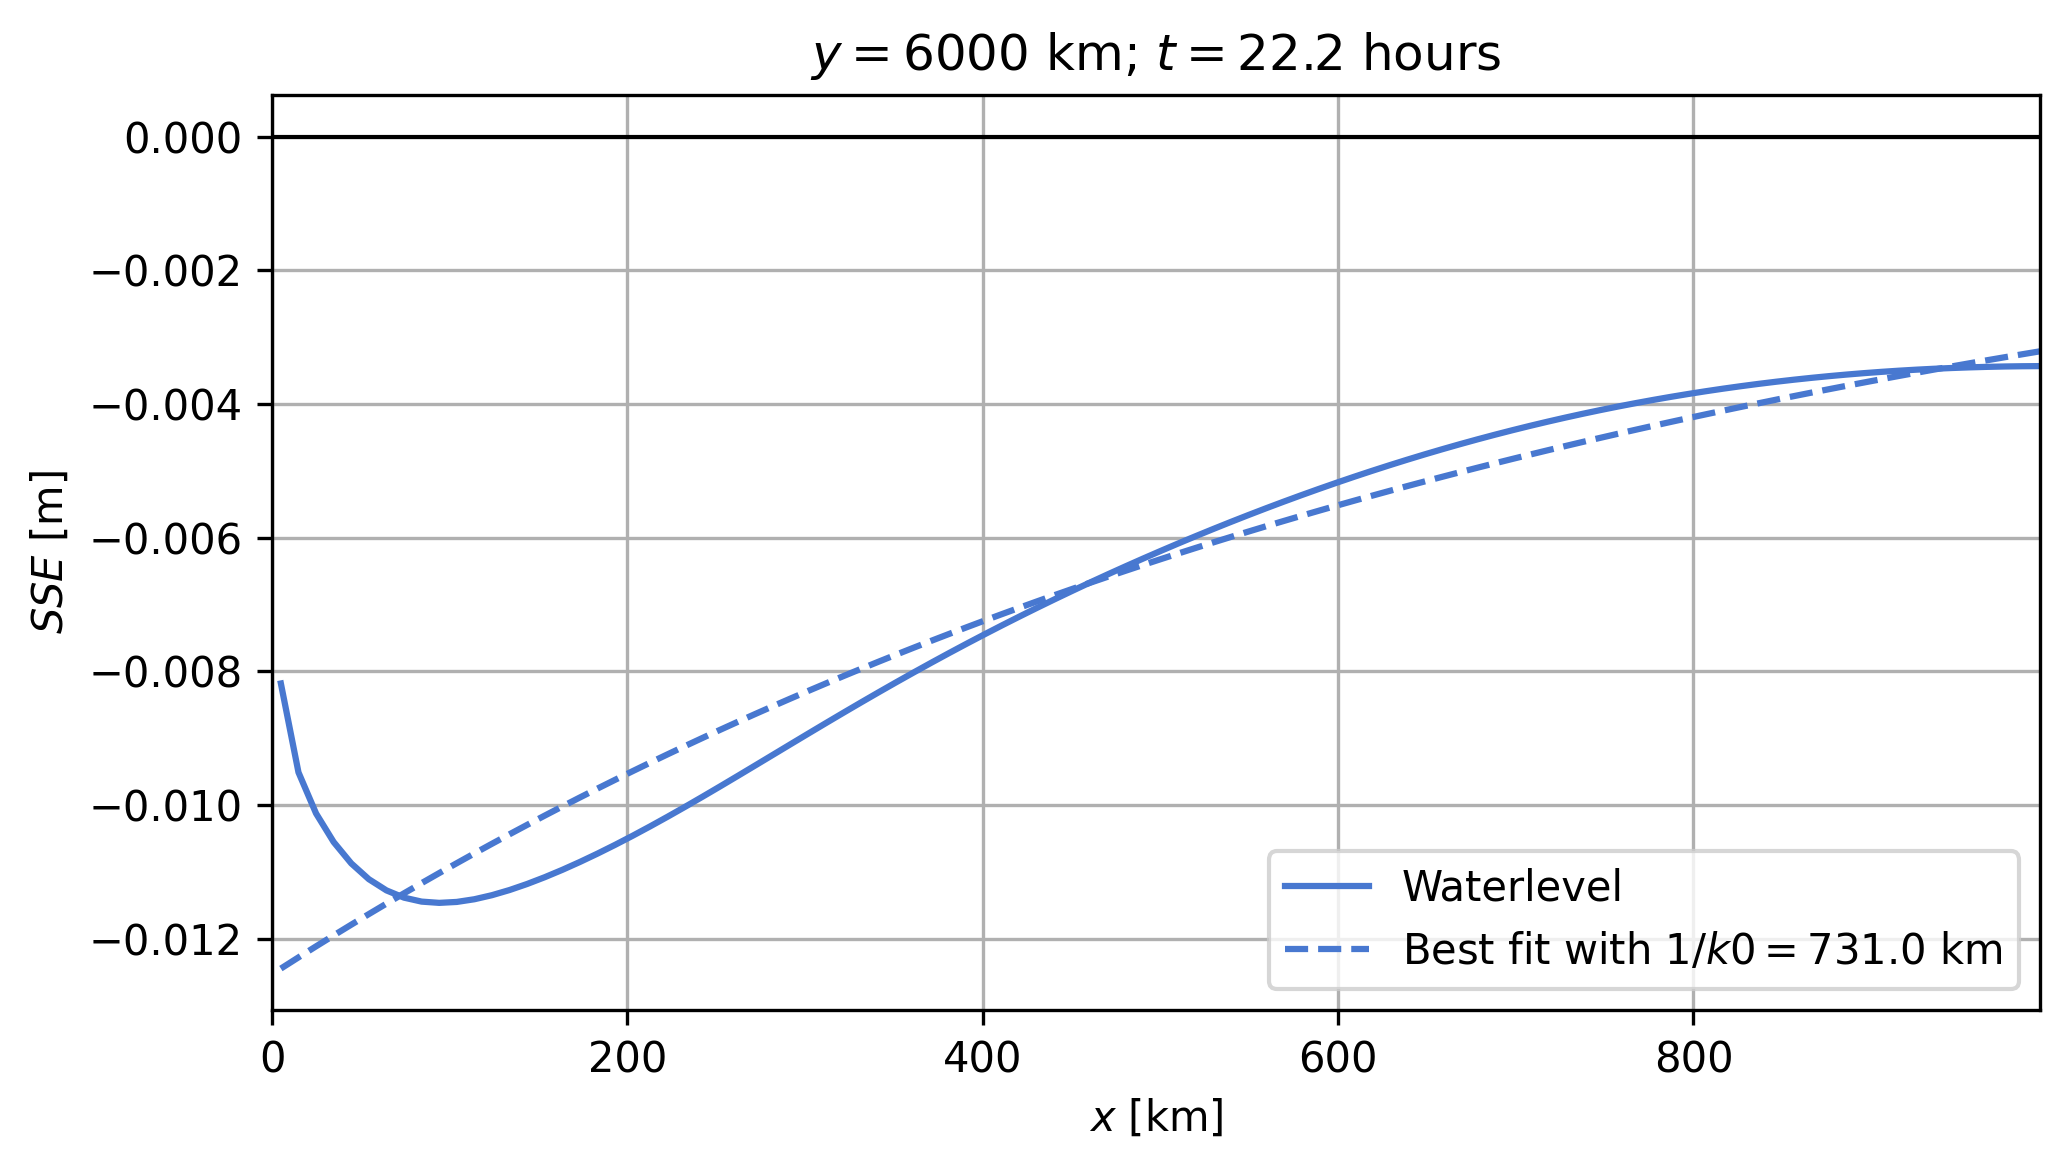 y = 6000 km; t = 22.2 hours
0.000
−0.002
−0.004
−0.006
−0.008
−0.010
−0.012
SSE [m]
Waterlevel
Best fit with 1/k0 = 731.0 km
0 200 400 600 800
x [km]